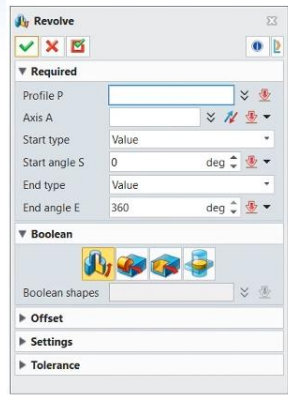 Revolve
Required
Profile P
Axis A
Start type Value
Start angle S 0 deg
End type Value
End angle E 360 deg
Boolean
Boolean shapes
Offset
Settings
Tolerance